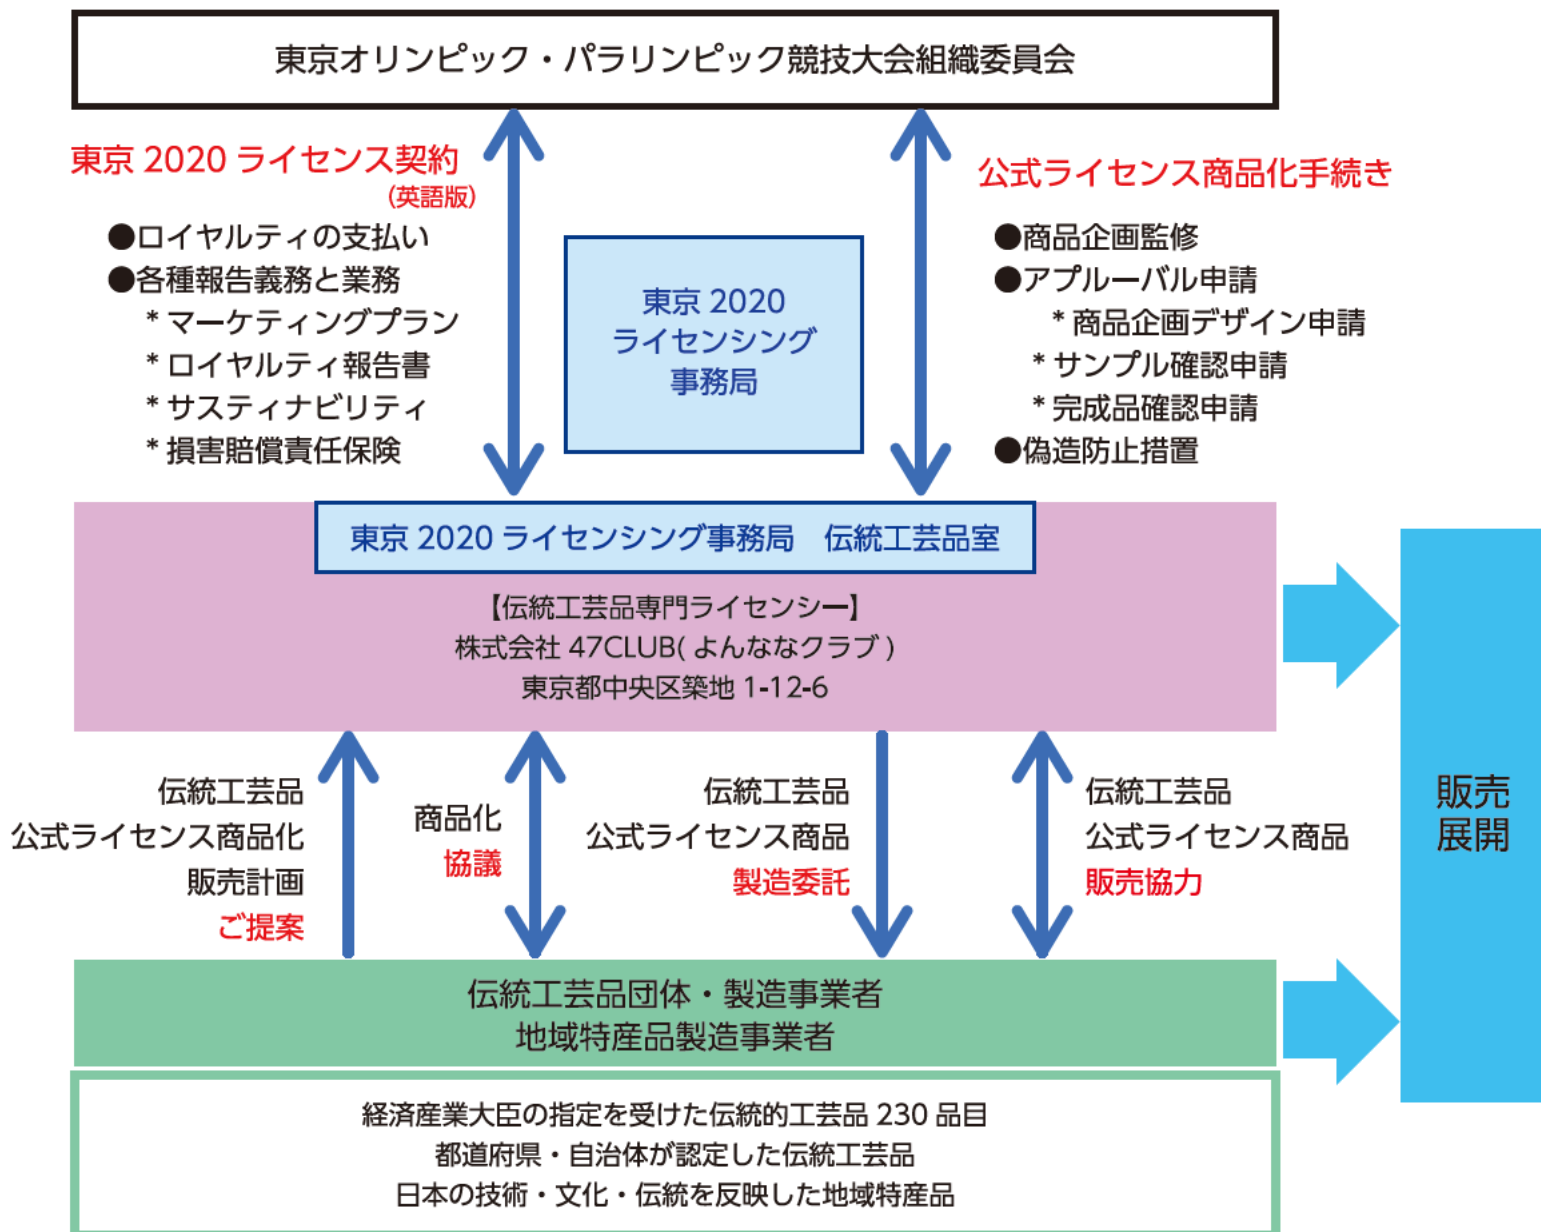 東京オリンピック・パラリンピック競技大会組織委員会
東京 2020 ライセンス契約
(英語版)
●ロイヤルティの支払い
●各種報告義務と業務
* マーケティングプラン
* ロイヤルティ報告書
* サスティナビリティ
* 損害賠償責任保険
東京 2020
ライセンシング
事務局
公式ライセンス商品化手続き
●商品企画監修
●アプルーバル申請
* 商品企画デザイン申請
* サンプル確認申請
* 完成品確認申請
●偽造防止措置
東京 2020 ライセンシング事務局　伝統工芸品室
【伝統工芸品専門ライセンシー】
株式会社 47CLUB( よんななクラブ )
東京都中央区築地 1-12-6
伝統工芸品
公式ライセンス商品化
販売計画
ご提案
商品化
協議
伝統工芸品
公式ライセンス商品
製造委託
伝統工芸品
公式ライセンス商品
販売協力
販売
展開
伝統工芸品団体・製造事業者
地域特産品製造事業者
経済産業大臣の指定を受けた伝統的工芸品 230 品目
都道府県・自治体が認定した伝統工芸品
日本の技術・文化・伝統を反映した地域特産品